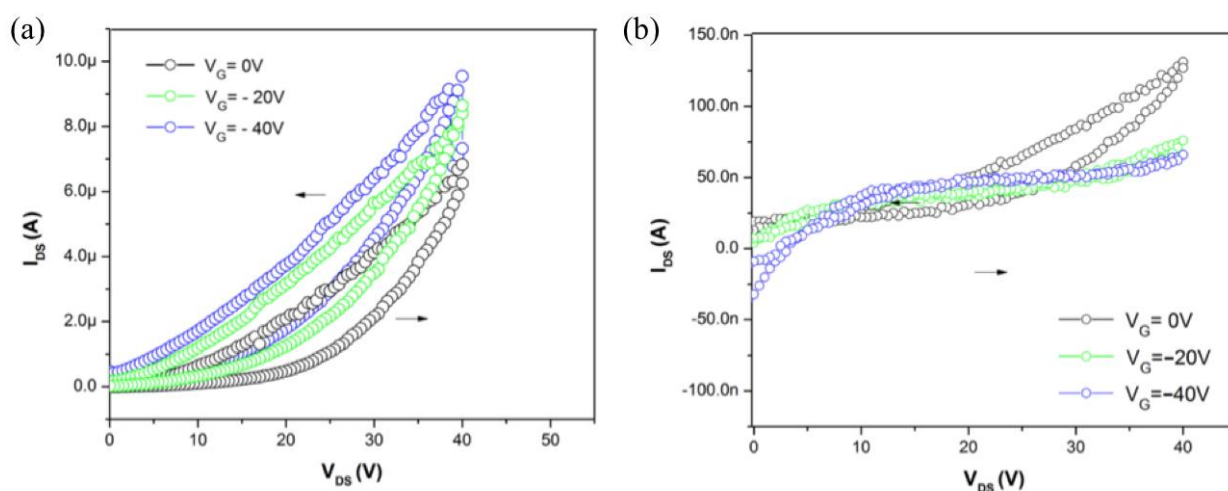 (a)
10.0μ
8.0μ
6.0μ
4.0μ
2.0μ
0.0
I_DS (A)
V_G= 0V
V_G= - 20V
V_G= - 40V
0 10 20 30 40 50
V_DS (V)
(b)
150.0n
100.0n
50.0n
0.0
-50.0n
-100.0n
I_DS (A)
V_G= 0V
V_G=−20V
V_G=−40V
0 10 20 30 40
V_DS (V)